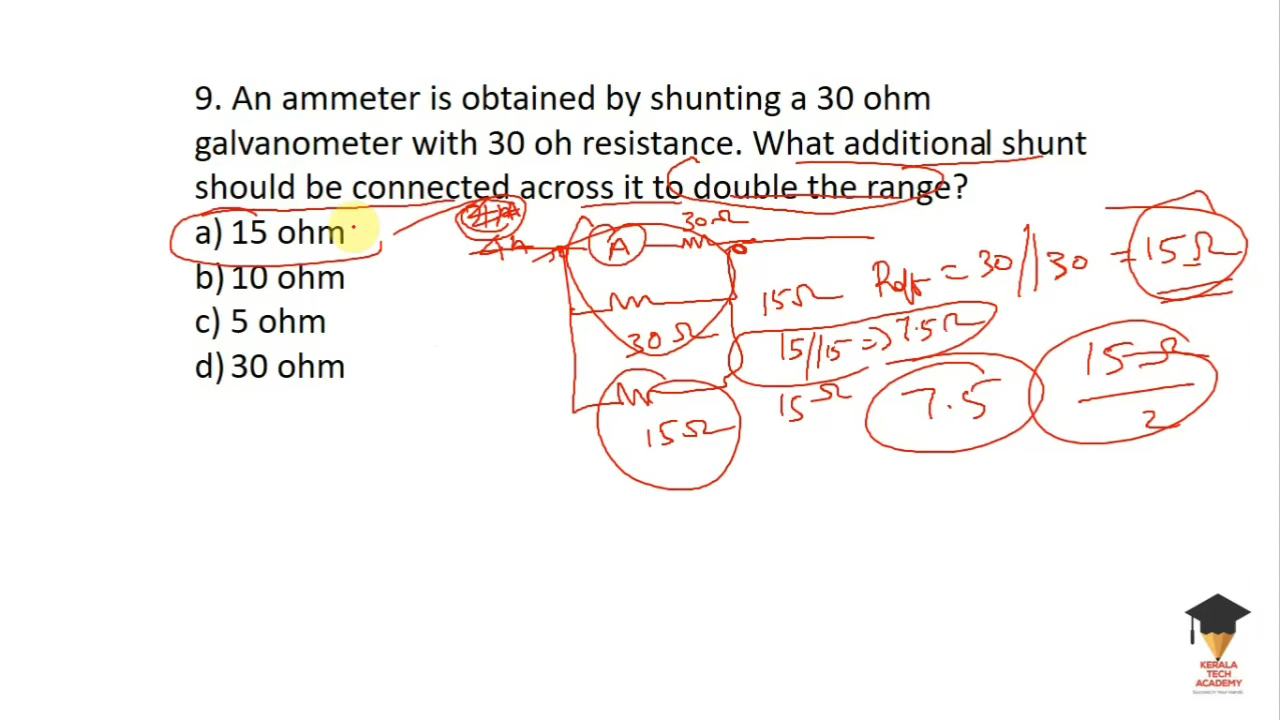 9. An ammeter is obtained by shunting a 30 ohm
galvanometer with 30 oh resistance. What additional shunt
should be connected across it to double the range?
a) 15 ohm
b) 10 ohm
c) 5 ohm
d) 30 ohm
A
30Ω
30Ω
15Ω
15Ω
15//15 => 7.5Ω
15Ω
Reff = 30 // 30 = 15Ω
7.5
15Ω
2
KERALA
TECH
ACADEMY